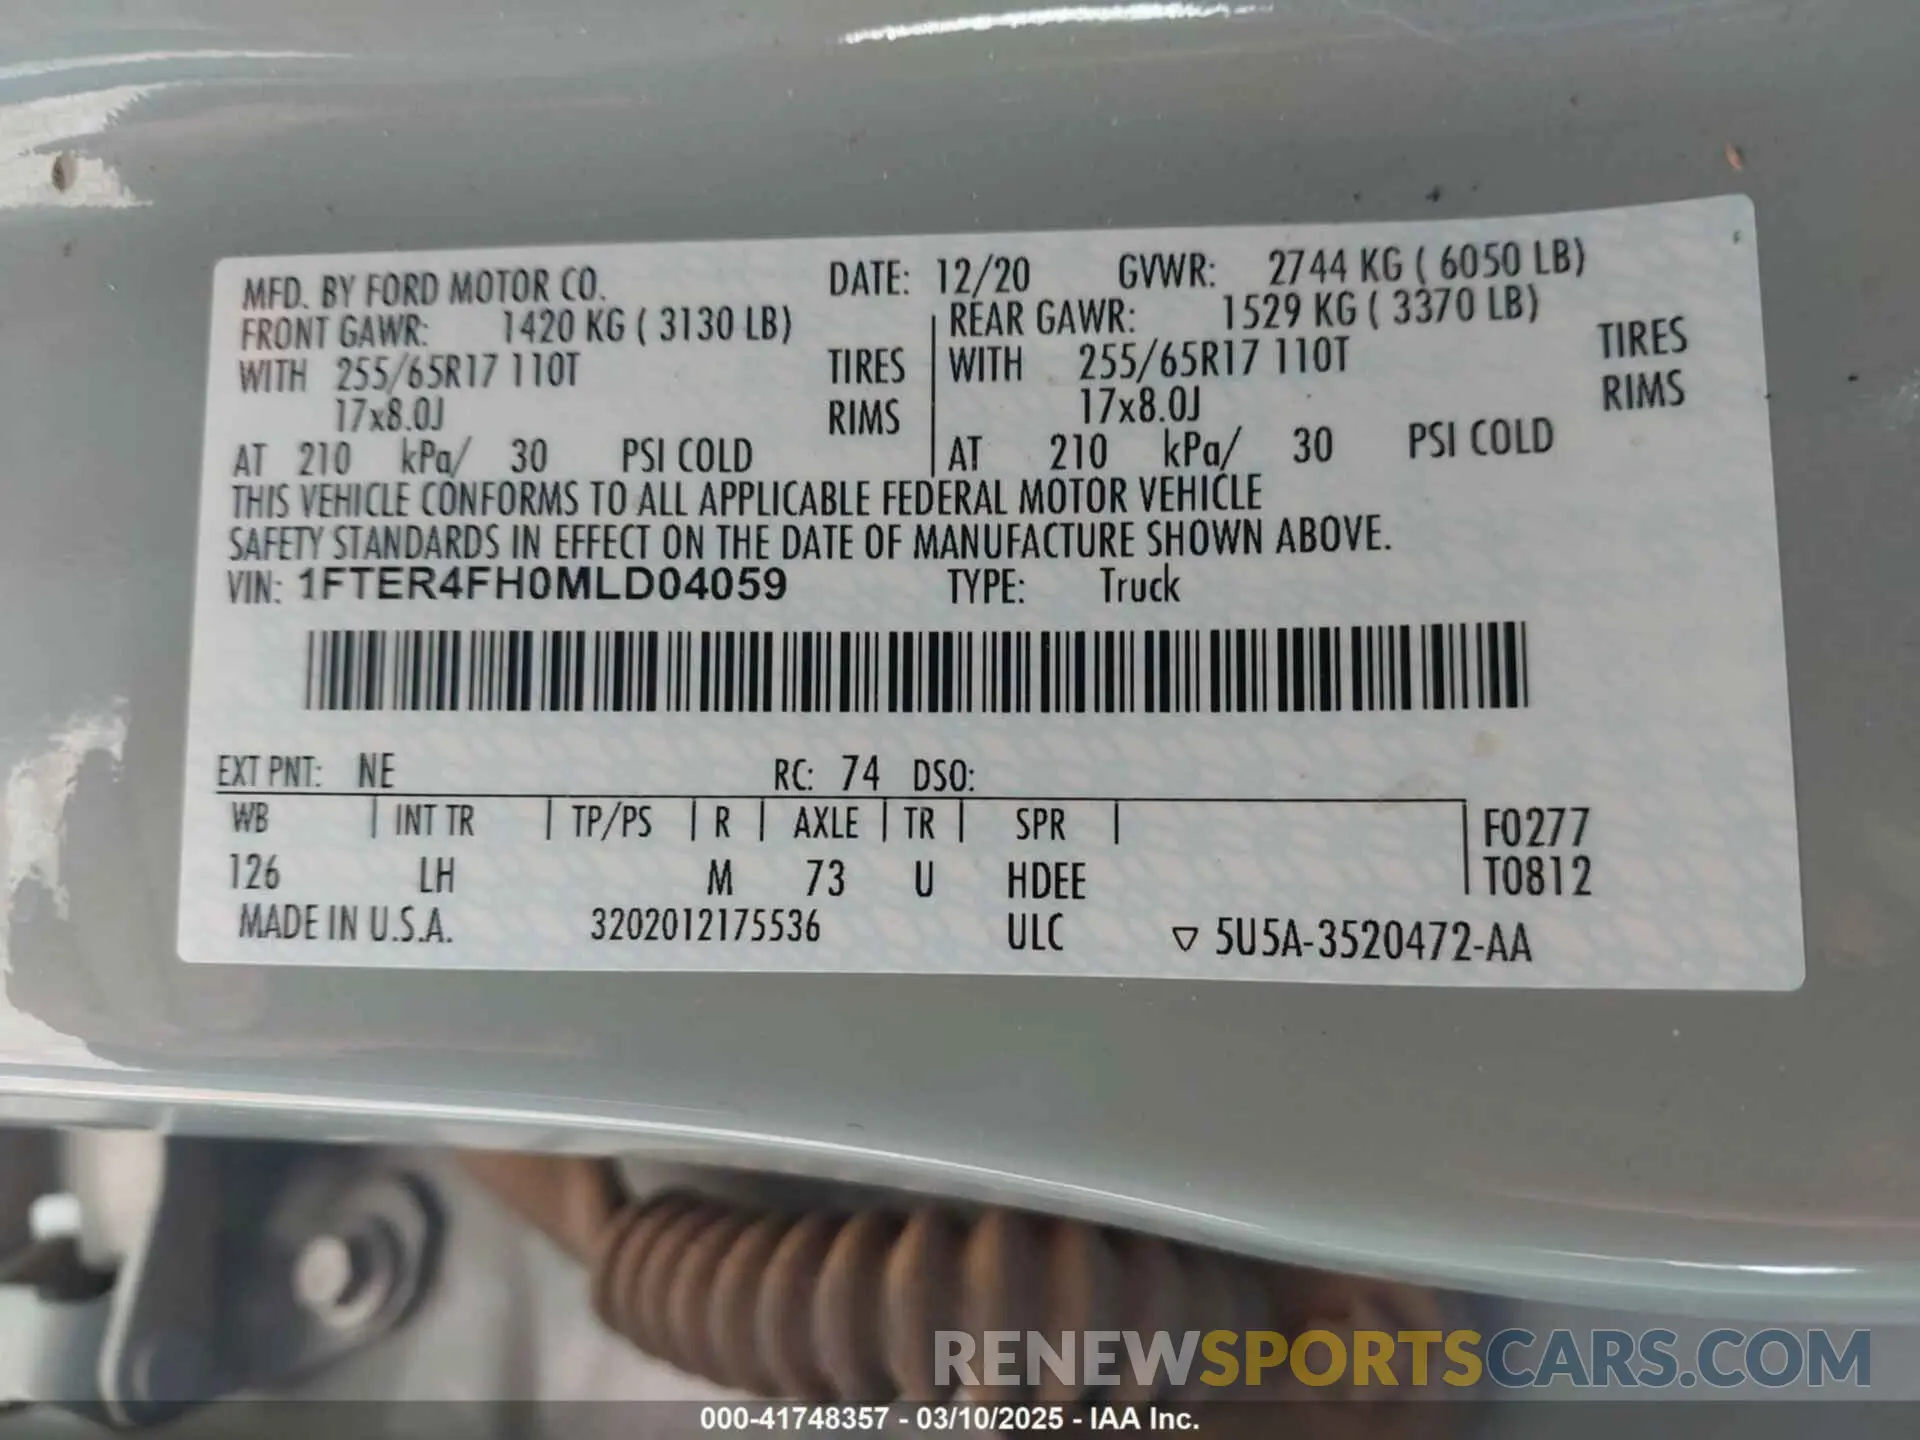 MFD. BY FORD MOTOR CO. DATE: 12/20 GVWR: 2744 KG ( 6050 LB)
FRONT GAWR: 1420 KG ( 3130 LB) REAR GAWR: 1529 KG ( 3370 LB)
WITH 255/65R17 110T TIRES WITH 255/65R17 110T TIRES
17x8.0J RIMS 17x8.0J RIMS
AT 210 kPa/ 30 PSI COLD AT 210 kPa/ 30 PSI COLD
THIS VEHICLE CONFORMS TO ALL APPLICABLE FEDERAL MOTOR VEHICLE
SAFETY STANDARDS IN EFFECT ON THE DATE OF MANUFACTURE SHOWN ABOVE.
VIN: 1FTER4FH0MLD04059 TYPE: Truck
EXT PNT: NE RC: 74 DSO:
WB INT TR TP/PS R AXLE TR SPR F0277
126 LH M 73 U HDEE T0812
MADE IN U.S.A. 3202012175536 ULC ▽ 5U5A-3520472-AA
RENEWSPORTSCARS.COM
000-41748357 - 03/10/2025 - IAA Inc.